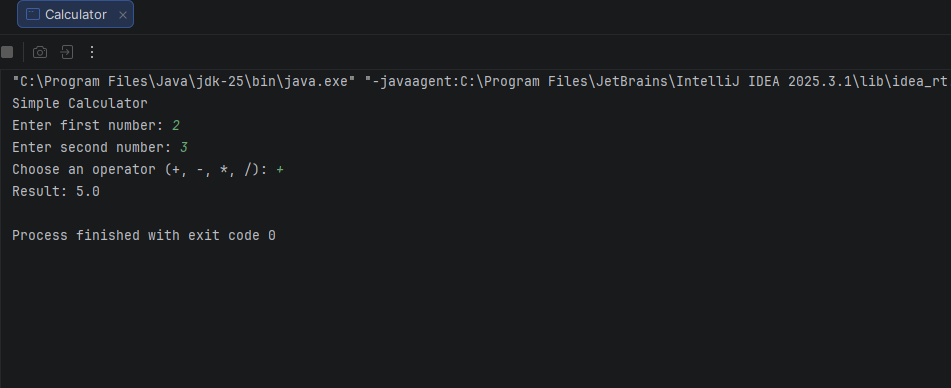 Calculator
"C:\Program Files\Java\jdk-25\bin\java.exe" "-javaagent:C:\Program Files\JetBrains\IntelliJ IDEA 2025.3.1\lib\idea_rt
Simple Calculator
Enter first number: 2
Enter second number: 3
Choose an operator (+, -, *, /): +
Result: 5.0
Process finished with exit code 0